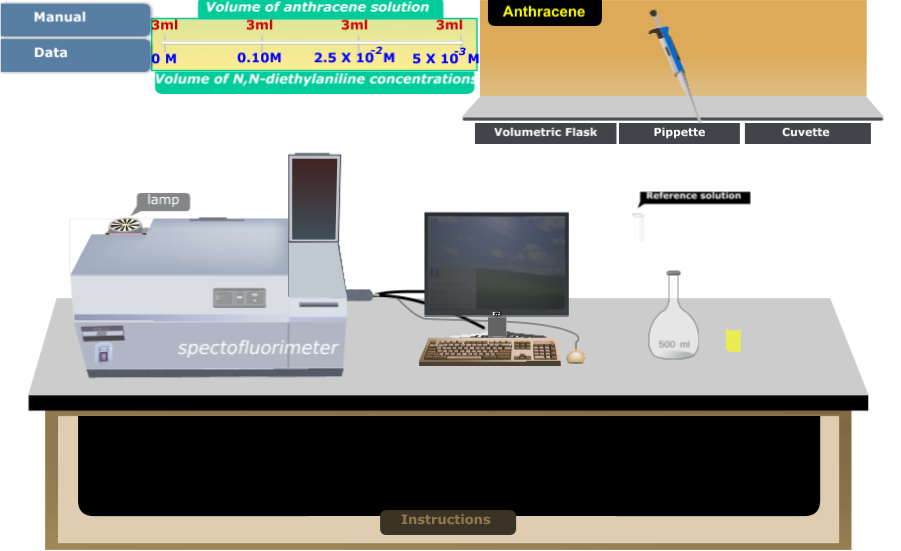 Manual
Data
Volume of anthracene solution
3ml 3ml 3ml 3ml
0 M 0.10M 2.5 X 10-2 M 5 X 10-3 M
Volume of N,N-diethylaniline concentrations
Anthracene
Volumetric Flask
Pippette
Cuvette
lamp
Reference solution
spectofluorimeter
500 ml
Instructions